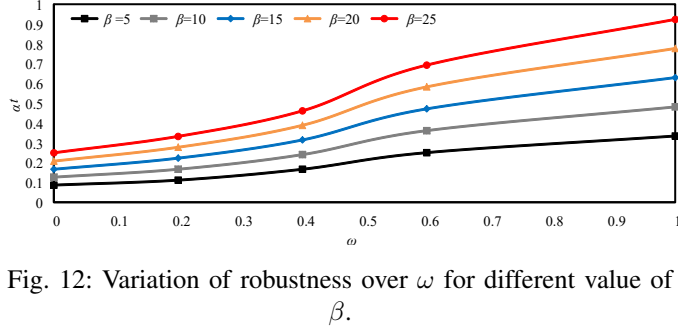 1
β =5 β=10 β=15 β=20 β=25
0.9
0.8
0.7
0.6
at
0.5
0.4
0.3
0.2
0.1
0
0 0.1 0.2 0.3 0.4 0.5 0.6 0.7 0.8 0.9 1
ω
Fig. 12: Variation of robustness over ω for different value of
β.